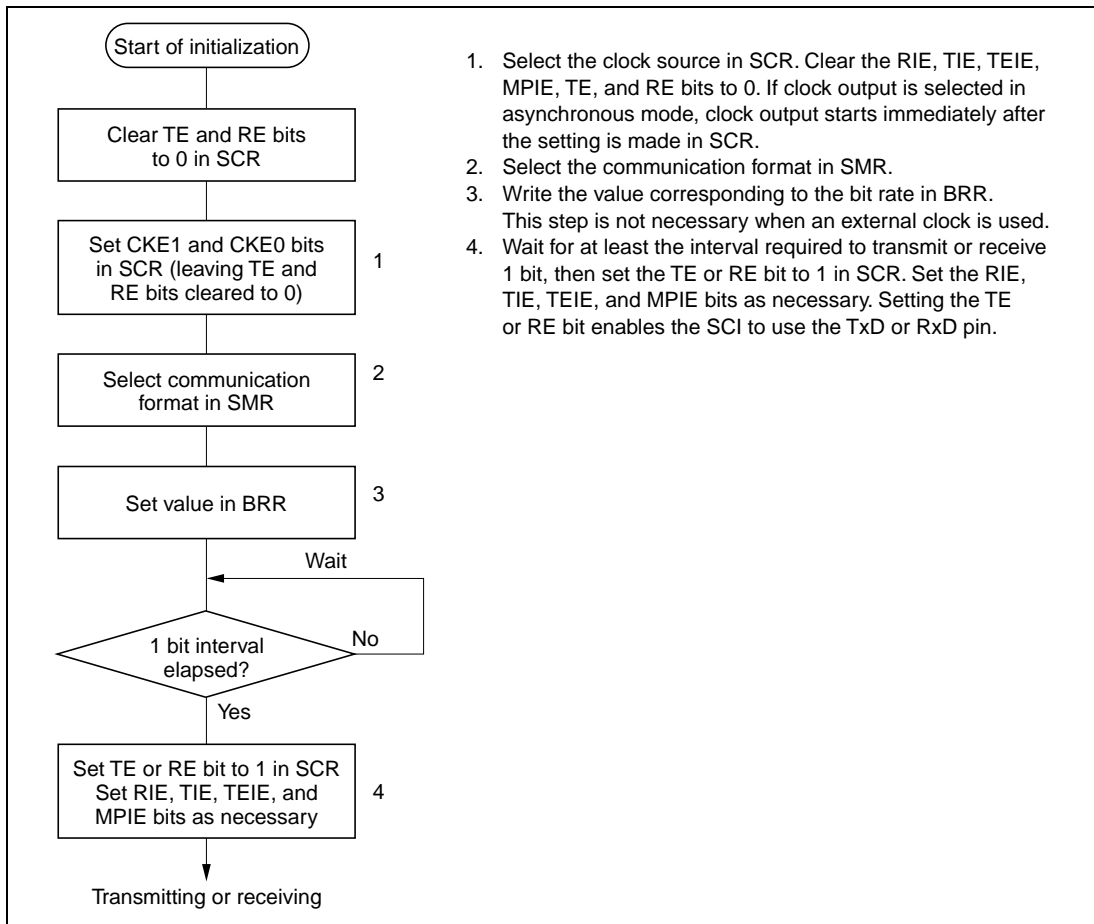 Start of initialization
Clear TE and RE bits
to 0 in SCR
Set CKE1 and CKE0 bits
in SCR (leaving TE and
RE bits cleared to 0)
1
Select communication
format in SMR
2
Set value in BRR
3
Wait
1 bit interval
elapsed?
No
Yes
Set TE or RE bit to 1 in SCR
Set RIE, TIE, TEIE, and
MPIE bits as necessary
4
Transmitting or receiving
1. Select the clock source in SCR. Clear the RIE, TIE, TEIE,
MPIE, TE, and RE bits to 0. If clock output is selected in
asynchronous mode, clock output starts immediately after
the setting is made in SCR.
2. Select the communication format in SMR.
3. Write the value corresponding to the bit rate in BRR.
This step is not necessary when an external clock is used.
4. Wait for at least the interval required to transmit or receive
1 bit, then set the TE or RE bit to 1 in SCR. Set the RIE,
TIE, TEIE, and MPIE bits as necessary. Setting the TE
or RE bit enables the SCI to use the TxD or RxD pin.